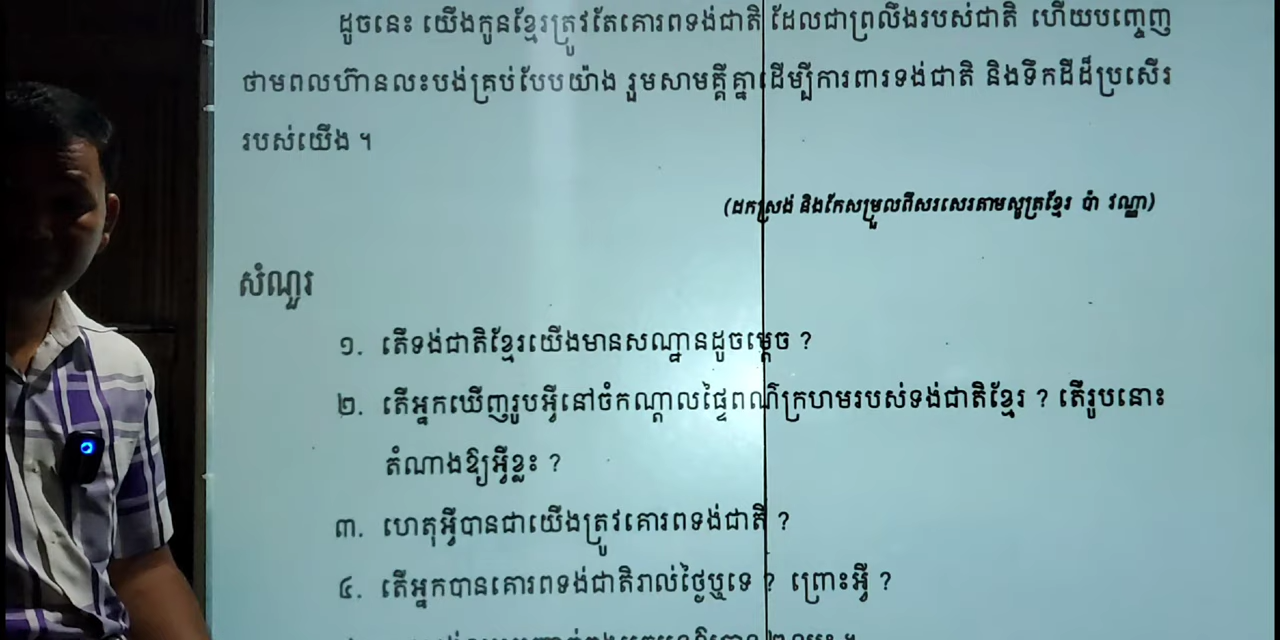 ដូចនេះ យើងកូនខ្មែរត្រូវតែគោរពទង់ជាតិ ដែលជាព្រលឹងរបស់ជាតិ ហើយបញ្ចេញ
ថាមពលហ៊ានលះបង់គ្រប់បែបយ៉ាង រួមសាមគ្គីគ្នាដើម្បីការពារទង់ជាតិ និងទឹកដីដ៏ប្រសើរ
របស់យើង ។
(ដកស្រង់ និងកែសម្រួលពីសរសេរតាមសូត្រខ្មែរ ប៉ា វណ្ណា)
សំណួរ
១. តើទង់ជាតិខ្មែរយើងមានសណ្ឋានដូចម្ដេច ?
២. តើអ្នកឃើញរូបអ្វីនៅចំកណ្ដាលផ្ទៃពណ៌ក្រហមរបស់ទង់ជាតិខ្មែរ ? តើរូបនោះ
តំណាងឱ្យអ្វីខ្លះ ?
៣. ហេតុអ្វីបានជាយើងត្រូវគោរពទង់ជាតិ ?
៤. តើអ្នកបានគោរពទង់ជាតិរាល់ថ្ងៃឬទេ ? ព្រោះអ្វី ?